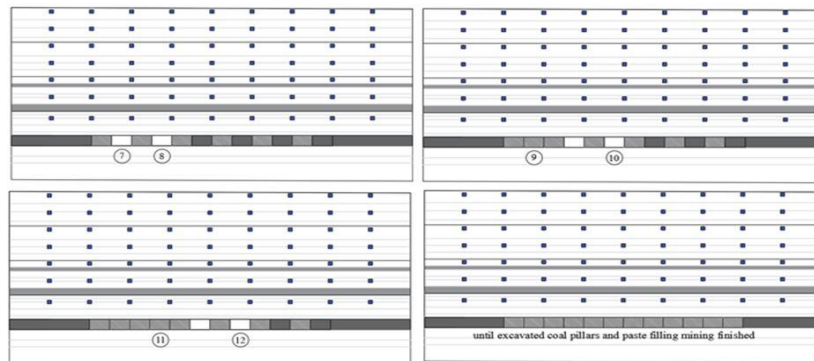 ⑦ ⑧
⑨ ⑩
⑪ ⑫
until excavated coal pillars and paste filling mining finished